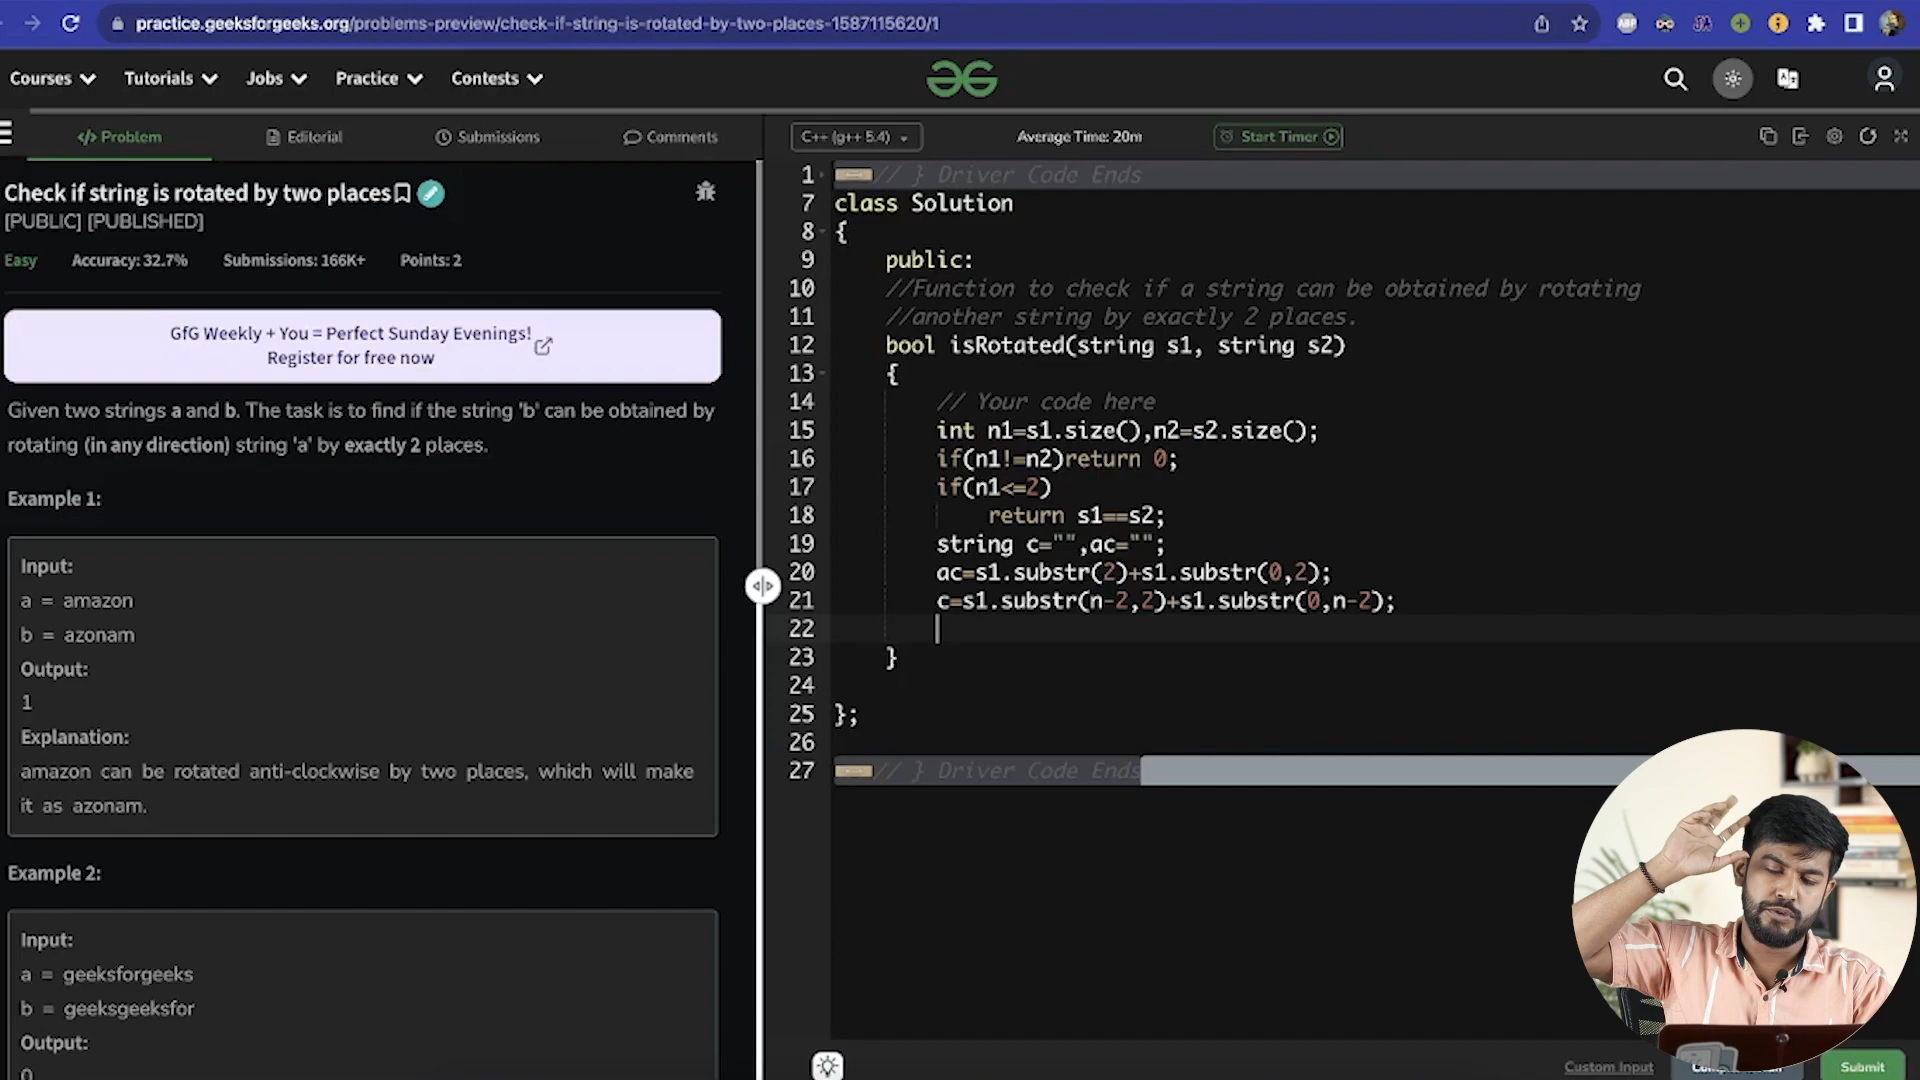 practice.geeksforgeeks.org/problems-preview/check-if-string-is-rotated-by-two-places-1587115620/1
Courses Tutorials Jobs Practice Contests
Problem Editorial Submissions Comments
C++ (g++ 5.4) Average Time: 20m Start Timer
Check if string is rotated by two places
[PUBLIC] [PUBLISHED]
Easy Accuracy: 32.7% Submissions: 166K+ Points: 2
GfG Weekly + You = Perfect Sunday Evenings!
Register for free now
Given two strings a and b. The task is to find if the string 'b' can be obtained by
rotating (in any direction) string 'a' by exactly 2 places.
Example 1:
Input:
a = amazon
b = azonam
Output:
1
Explanation:
amazon can be rotated anti-clockwise by two places, which will make
it as azonam.
Example 2:
Input:
a = geeksforgeeks
b = geeksgeeksfor
Output:
0
1 // } Driver Code Ends
7 class Solution
8 {
9 public:
10 //Function to check if a string can be obtained by rotating
11 //another string by exactly 2 places.
12 bool isRotated(string s1, string s2)
13 {
14 // Your code here
15 int n1=s1.size(),n2=s2.size();
16 if(n1!=n2)return 0;
17 if(n1<=2)
18 return s1==s2;
19 string c="",ac="";
20 ac=s1.substr(2)+s1.substr(0,2);
21 c=s1.substr(n-2,2)+s1.substr(0,n-2);
22
23 }
24
25 };
26
27 // } Driver Code Ends
Custom Input Submit